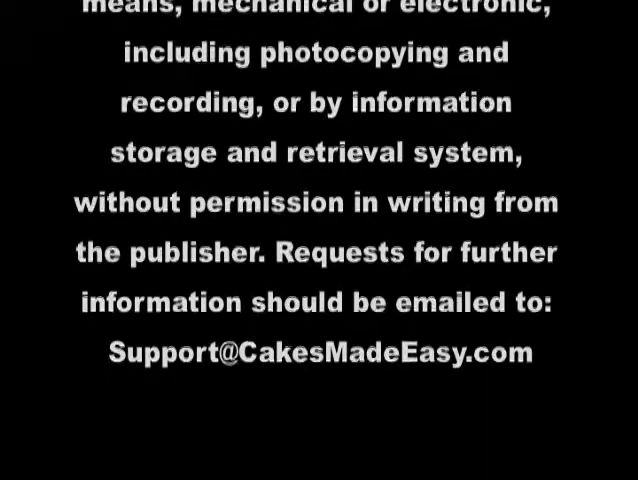 means, mechanical or electronic,
including photocopying and
recording, or by information
storage and retrieval system,
without permission in writing from
the publisher. Requests for further
information should be emailed to:
Support@CakesMadeEasy.com